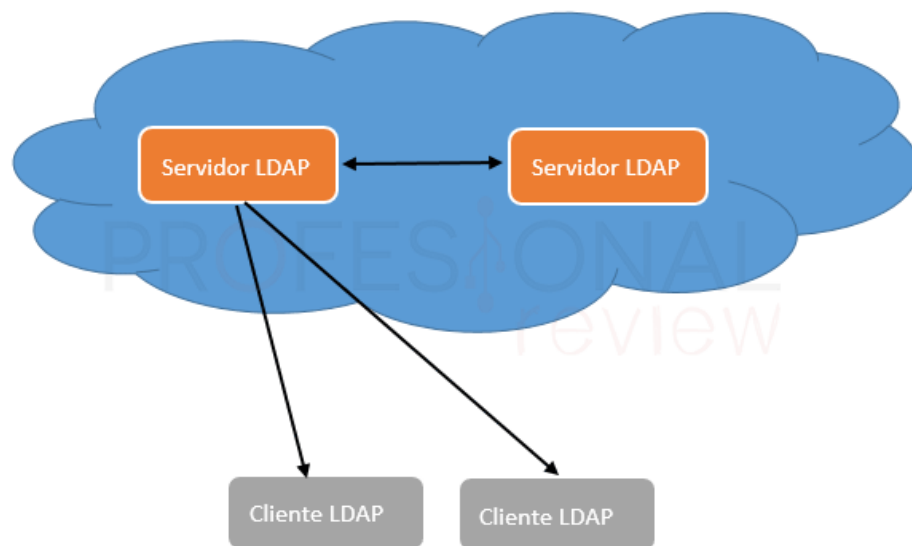 Servidor LDAP
Servidor LDAP
PROFESIONAL
review
Cliente LDAP
Cliente LDAP